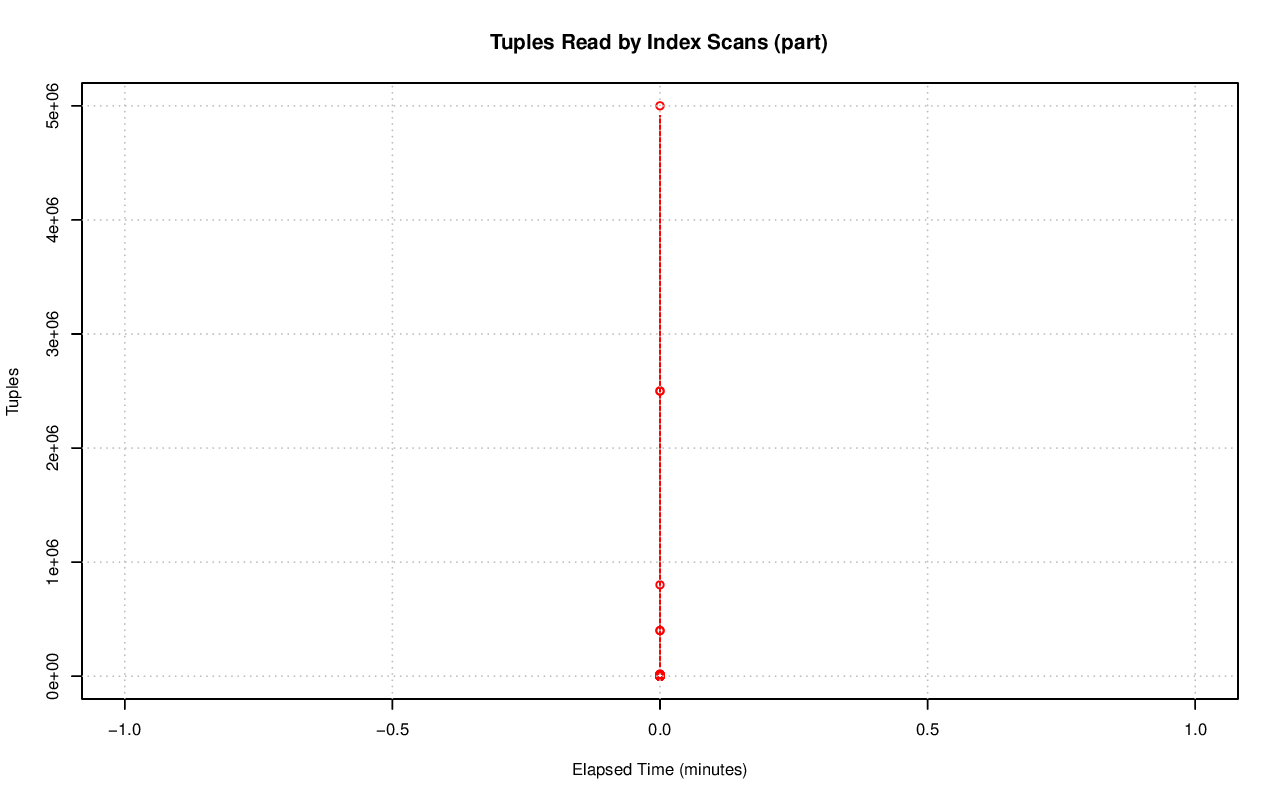 Tuples Read by Index Scans (part)
5e+06
4e+06
3e+06
2e+06
1e+06
0e+00
Tuples
−1.0
−0.5
0.0
0.5
1.0
Elapsed Time (minutes)